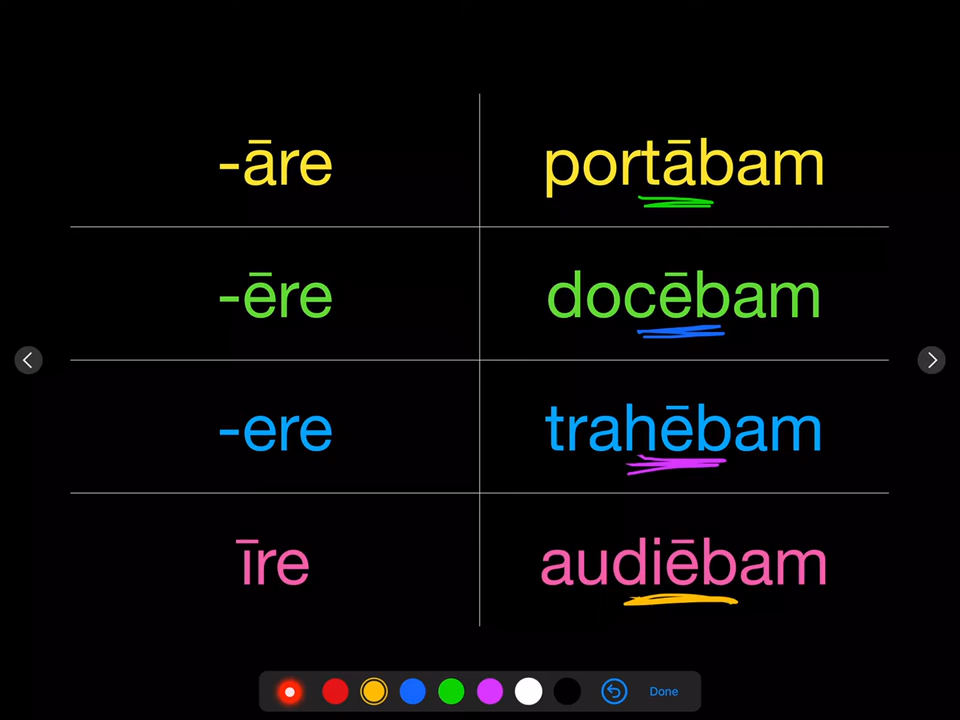 -āre portābam
-ēre docēbam
-ere trahēbam
īre audiēbam
Done